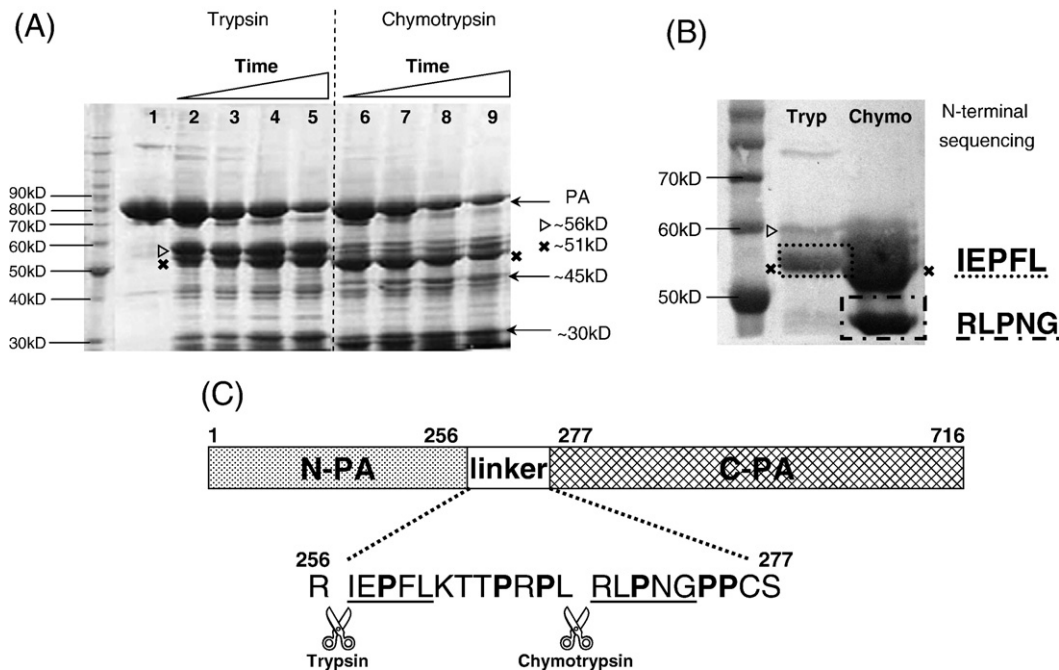 (A)
Trypsin
Chymotrypsin
Time
Time
1 2 3 4 5 6 7 8 9
90kD
80kD
70kD
60kD
50kD
40kD
30kD
PA
~56kD
~51kD
~45kD
~30kD
(B)
Tryp Chymo
N-terminal
sequencing
70kD
60kD
50kD
IEPFL
RLPNG
(C)
1 256 277 716
N-PA linker C-PA
256 277
R IEPFLKTTPRPL RLPNGPPCS
Trypsin Chymotrypsin